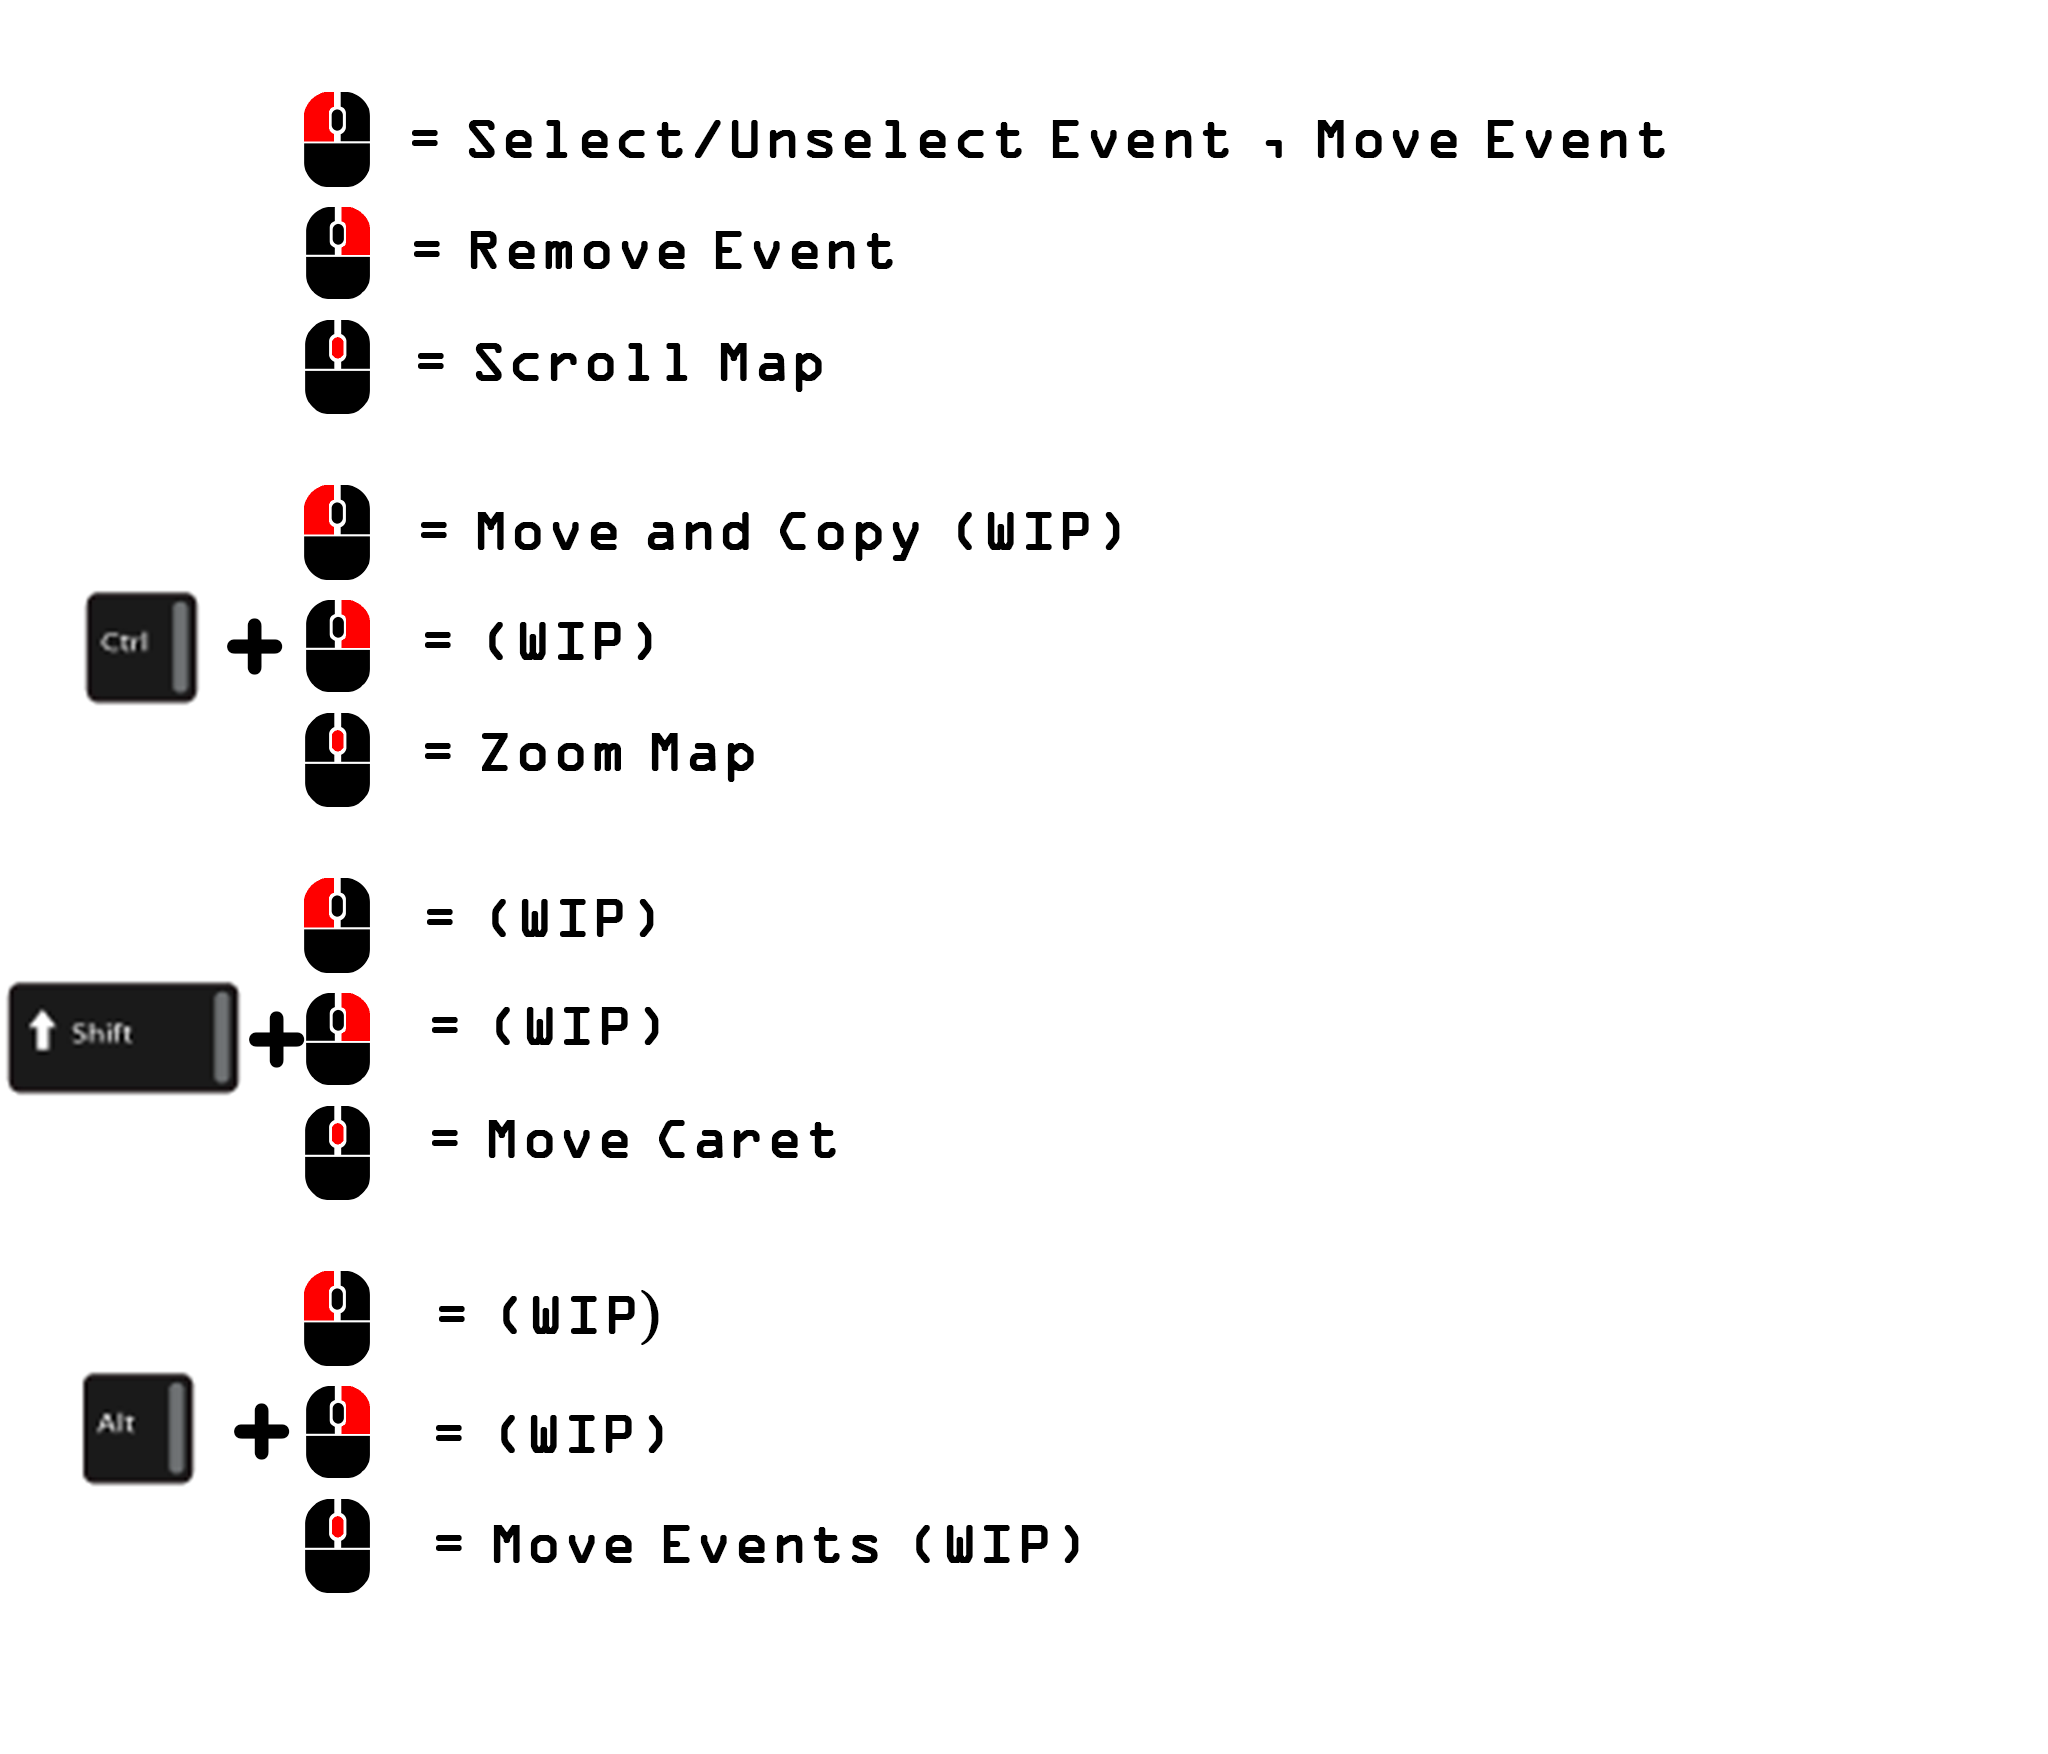 = Select/Unselect Event , Move Event
= Remove Event
= Scroll Map
= Move and Copy (WIP)
Ctrl + = (WIP)
= Zoom Map
= (WIP)
Shift + = (WIP)
= Move Caret
= (WIP)
Alt + = (WIP)
= Move Events (WIP)